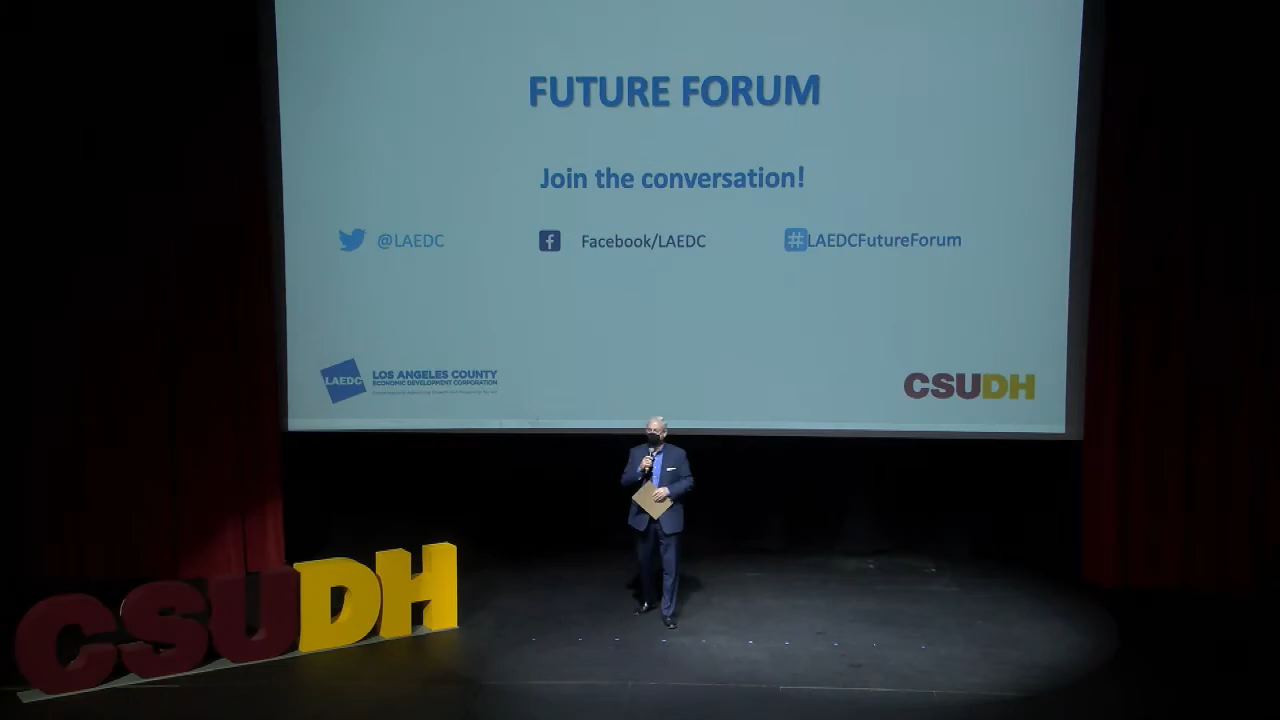 FUTURE FORUM
Join the conversation!
@LAEDC
Facebook/LAEDC
#LAEDCFutureForum
LAEDC
LOS ANGELES COUNTY
ECONOMIC DEVELOPMENT CORPORATION
CSUDH
CSUDH